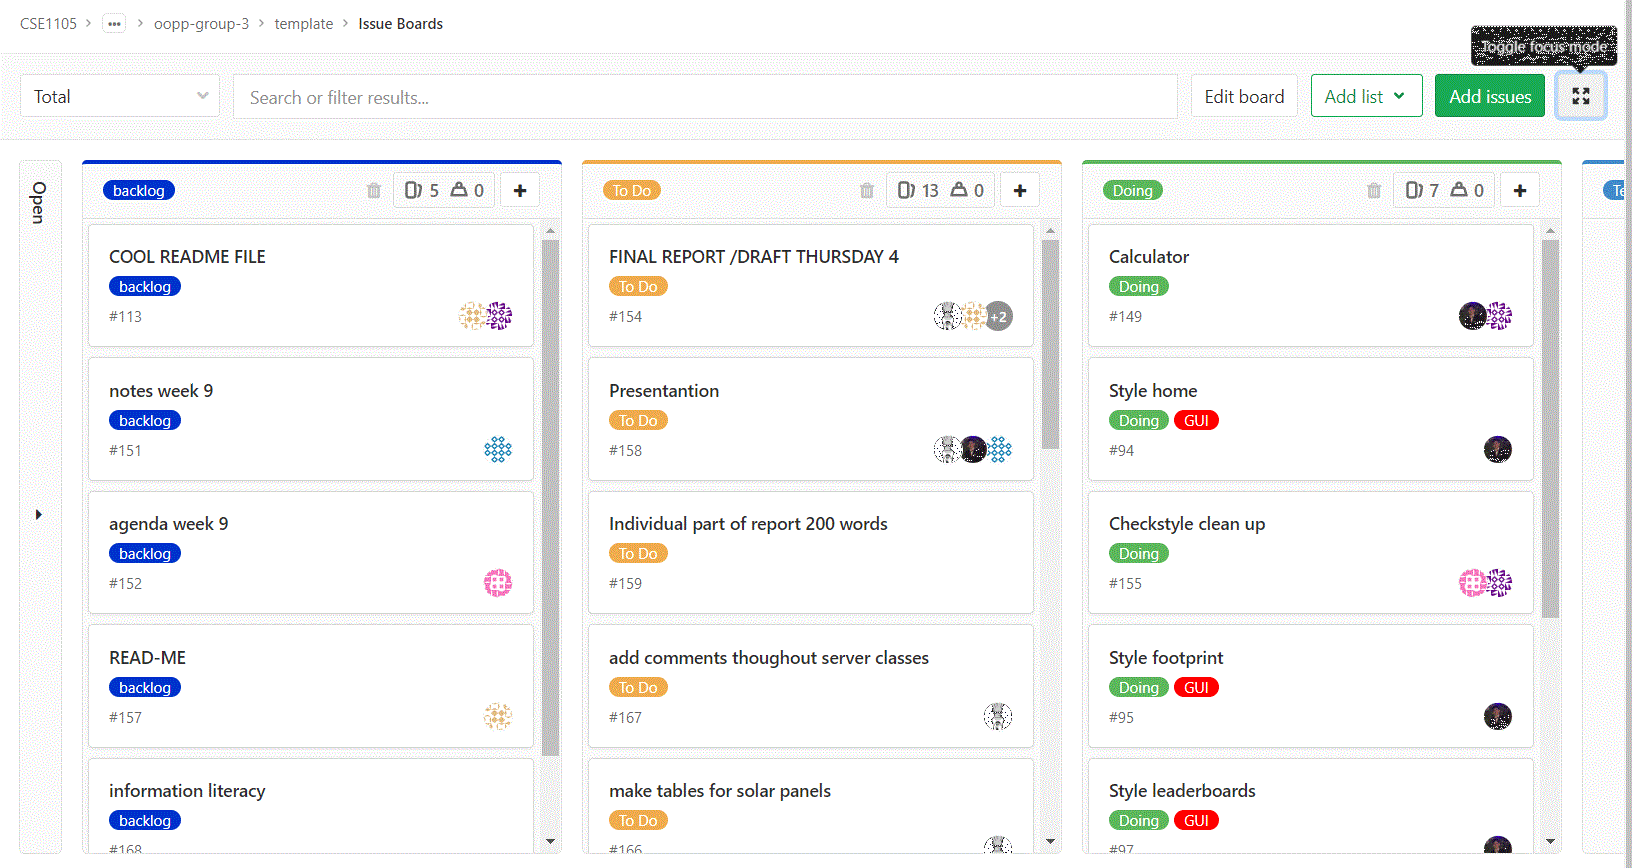 CSE1105 > ... > oopp-group-3 > template > Issue Boards
Toggle focus mode
Total
Search or filter results...
Edit board
Add list
Add issues
Open
backlog
5 0
COOL README FILE
backlog
#113
notes week 9
backlog
#151
agenda week 9
backlog
#152
READ-ME
backlog
#157
information literacy
backlog
#168
To Do
13 0
FINAL REPORT /DRAFT THURSDAY 4
To Do
#154
+2
Presentantion
To Do
#158
Individual part of report 200 words
To Do
#159
add comments thoughout server classes
To Do
#167
make tables for solar panels
To Do
#166
Doing
7 0
Calculator
Doing
#149
Style home
Doing GUI
#94
Checkstyle clean up
Doing
#155
Style footprint
Doing GUI
#95
Style leaderboards
Doing GUI
#97
Te